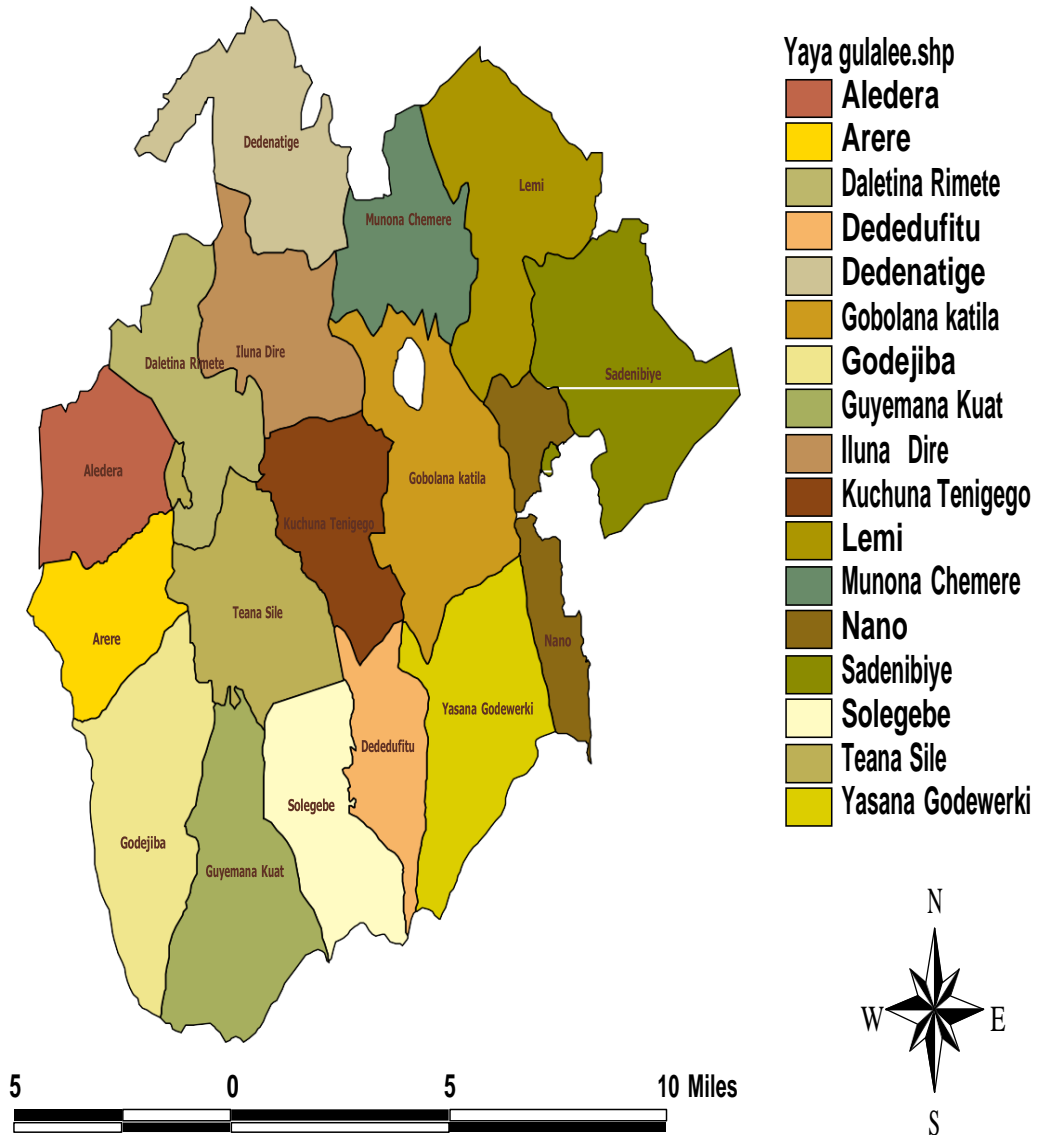 Yaya gulalee.shp
Aledera
Arere
Daletina Rimete
Dededufitu
Dedenatige
Gobolana katila
Godejiba
Guyemana Kuat
Iluna Dire
Kuchuna Tenigego
Lemi
Munona Chemere
Nano
Sadenibiye
Solegebe
Teana Sile
Yasana Godewerki
Dedenatige
Lemi
Munona Chemere
Iluna Dire
Daletina Rimete
Sadenibiye
Aledera
Gobolana katila
Kuchuna Tenigego
Teana Sile
Arere
Nano
Yasana Godewerki
Dededufitu
Solegebe
Godejiba
Guyemana Kuat
N
W E
S
5 0 5 10 Miles